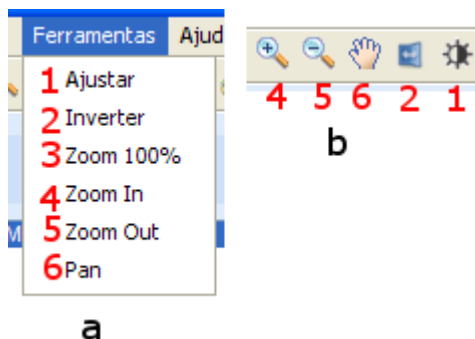 Ferramentas Ajud
1 Ajustar
2 Inverter
3 Zoom 100%
4 Zoom In
5 Zoom Out
6 Pan
a
4 5 6 2 1
b